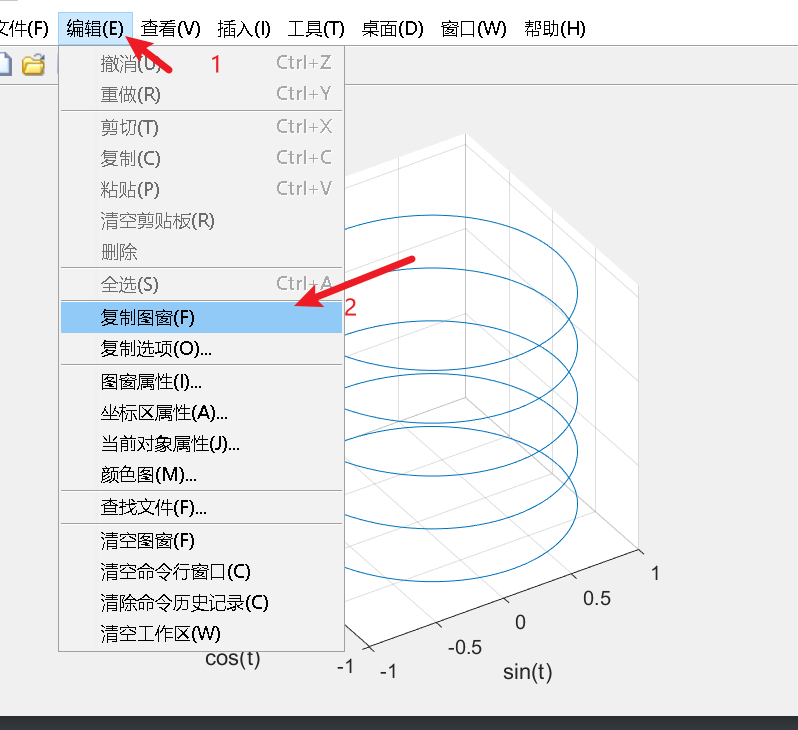 文件(F) 编辑(E) 查看(V) 插入(I) 工具(T) 桌面(D) 窗口(W) 帮助(H)
撤消(U) Ctrl+Z
1
重做(R) Ctrl+Y
剪切(T) Ctrl+X
复制(C) Ctrl+C
粘贴(P) Ctrl+V
清空剪贴板(R)
删除
全选(S) Ctrl+A
2
复制图窗(F)
复制选项(O)...
图窗属性(I)...
坐标区属性(A)...
当前对象属性(J)...
颜色图(M)...
查找文件(F)...
清空图窗(F)
清空命令行窗口(C)
清除命令历史记录(C)
清空工作区(W)
1
0.5
0
-0.5
-1
-1
cos(t)
sin(t)